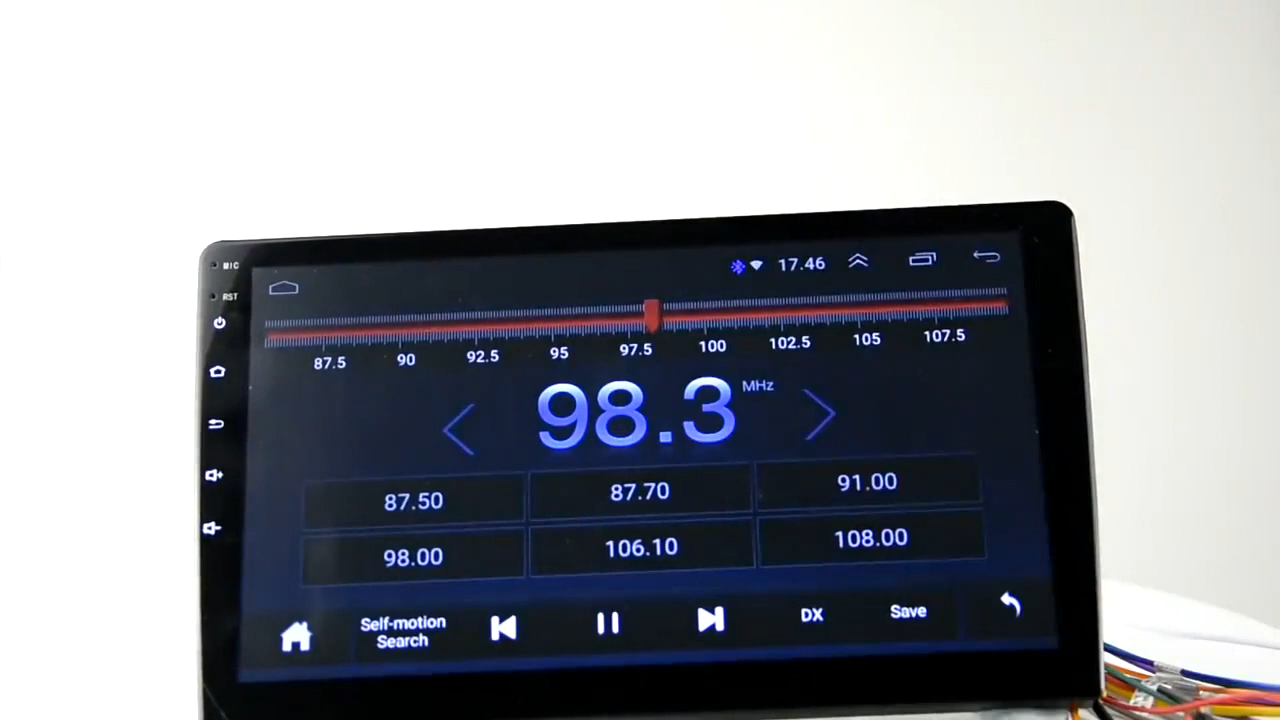 MIC
RST
17.46
87.5 90 92.5 95 97.5 100 102.5 105 107.5
98.3 MHz
87.50 87.70 91.00
98.00 106.10 108.00
Self-motion
Search
DX
Save